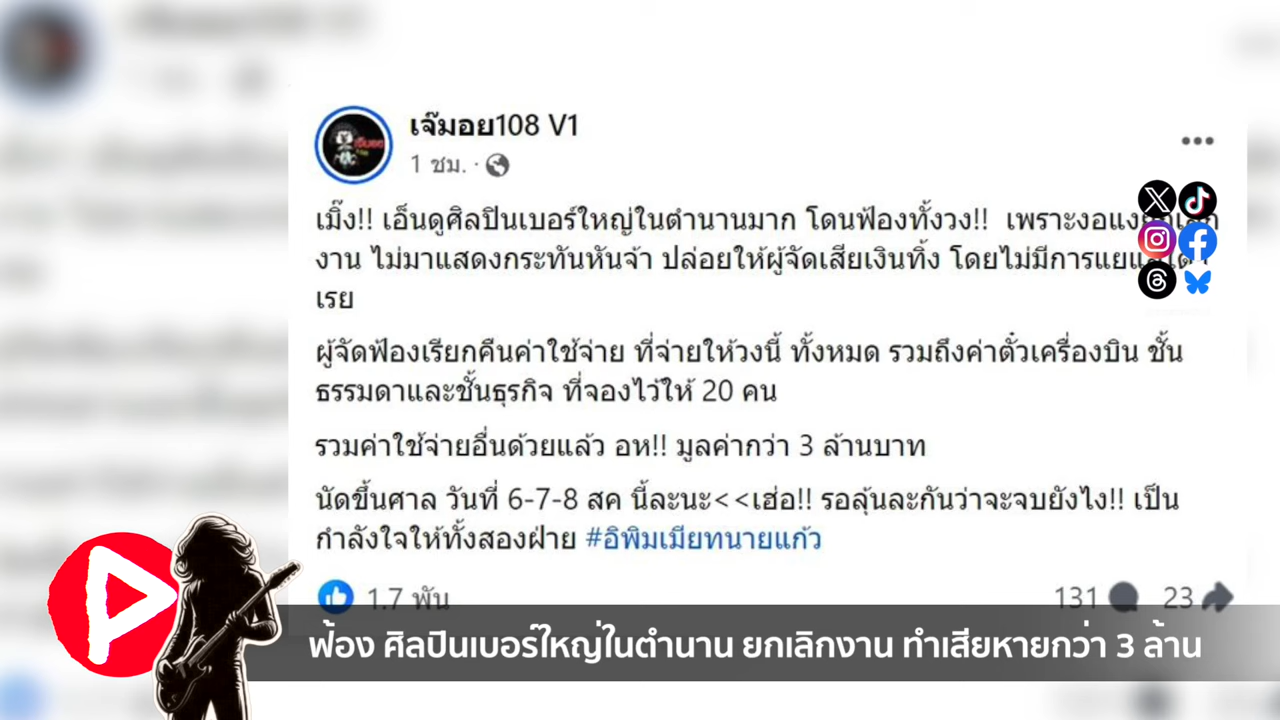 เจ๊มอย108 V1
1 ชม. ·
เมิ๊ง!! เอ็นดูศิลปินเบอร์ใหญ่ในตำนานมาก โดนฟ้องทั้งวง!! เพราะงอแง
งาน ไม่มาแสดงกระทันหันจ้า ปล่อยให้ผู้จัดเสียเงินทิ้ง โดยไม่มีการ
เรย
ผู้จัดฟ้องเรียกคืนค่าใช้จ่าย ที่จ่ายให้วงนี้ ทั้งหมด รวมถึงค่าตั๋วเครื่องบิน ชั้น
ธรรมดาและชั้นธุรกิจ ที่จองไว้ให้ 20 คน
รวมค่าใช้จ่ายอื่นด้วยแล้ว อห!! มูลค่ากว่า 3 ล้านบาท
นัดขึ้นศาล วันที่ 6-7-8 สค นี้ละนะ<<เฮ่อ!! รอลุ้นละกันว่าจะจบยังไง!! เป็น
กำลังใจให้ทั้งสองฝ่าย #อิพิมเมียทนายแก้ว
1.7 พัน
131 23
ฟ้อง ศิลปินเบอร์ใหญ่ในตำนาน ยกเลิกงาน ทำเสียหายกว่า 3 ล้าน